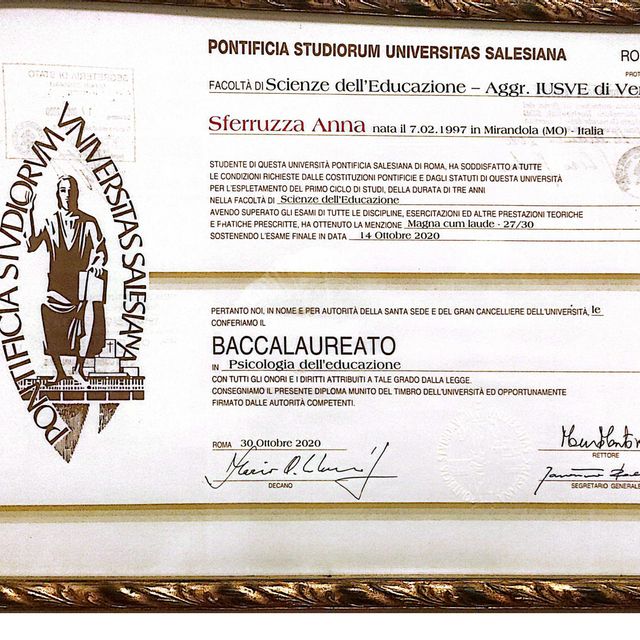 PONTIFICIA STUDIORUM UNIVERSITAS SALESIANA
RO
PROT
FACOLTÀ DI Scienze dell'Educazione – Aggr. IUSVE di Ve
Sferruzza Anna nata il 7.02.1997 in Mirandola (MO) - Italia
STUDENTE DI QUESTA UNIVERSITÀ PONTIFICIA SALESIANA DI ROMA, HA SODDISFATTO A TUTTE
LE CONDIZIONI RICHIESTE DALLE COSTITUZIONI PONTIFICIE E DAGLI STATUTI DI QUESTA UNIVERSITÀ
PER L'ESPLETAMENTO DEL PRIMO CICLO DI STUDI, DELLA DURATA DI TRE ANNI
NELLA FACOLTÀ DI Scienze dell'Educazione
AVENDO SUPERATO GLI ESAMI DI TUTTE LE DISCIPLINE, ESERCITAZIONI ED ALTRE PRESTAZIONI TEORICHE
E PRATICHE PRESCRITTE, HA OTTENUTO LA MENZIONE Magna cum laude - 27/30
SOSTENENDO L'ESAME FINALE IN DATA 14 Ottobre 2020
PONTIFICIA STVDIORVM VNIVERSITAS SALESIANA
PERTANTO NOI, IN NOME E PER AUTORITÀ DELLA SANTA SEDE E DEL GRAN CANCELLIERE DELL'UNIVERSITÀ, le
CONFERIAMO IL
BACCALAUREATO
IN Psicologia dell'educazione
CON TUTTI GLI ONORI E I DIRITTI ATTRIBUITI A TALE GRADO DALLA LEGGE.
CONSEGNIAMO IL PRESENTE DIPLOMA MUNITO DEL TIMBRO DELL'UNIVERSITÀ ED OPPORTUNAMENTE
FIRMATO DALLE AUTORITÀ COMPETENTI.
ROMA 30 Ottobre 2020
DECANO
RETTORE
SEGRETARIO GENERALE